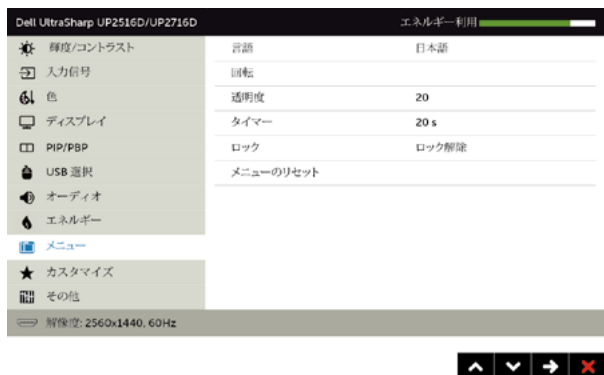 Dell UltraSharp UP2516D/UP2716D エネルギー利用
輝度/コントラスト 言語 日本語
入力信号 回転
色 透明度 20
ディスプレイ タイマー 20 s
PIP/PBP ロック ロック解除
USB 選択 メニューのリセット
オーディオ
エネルギー
メニュー
カスタマイズ
その他
解像度: 2560x1440, 60Hz